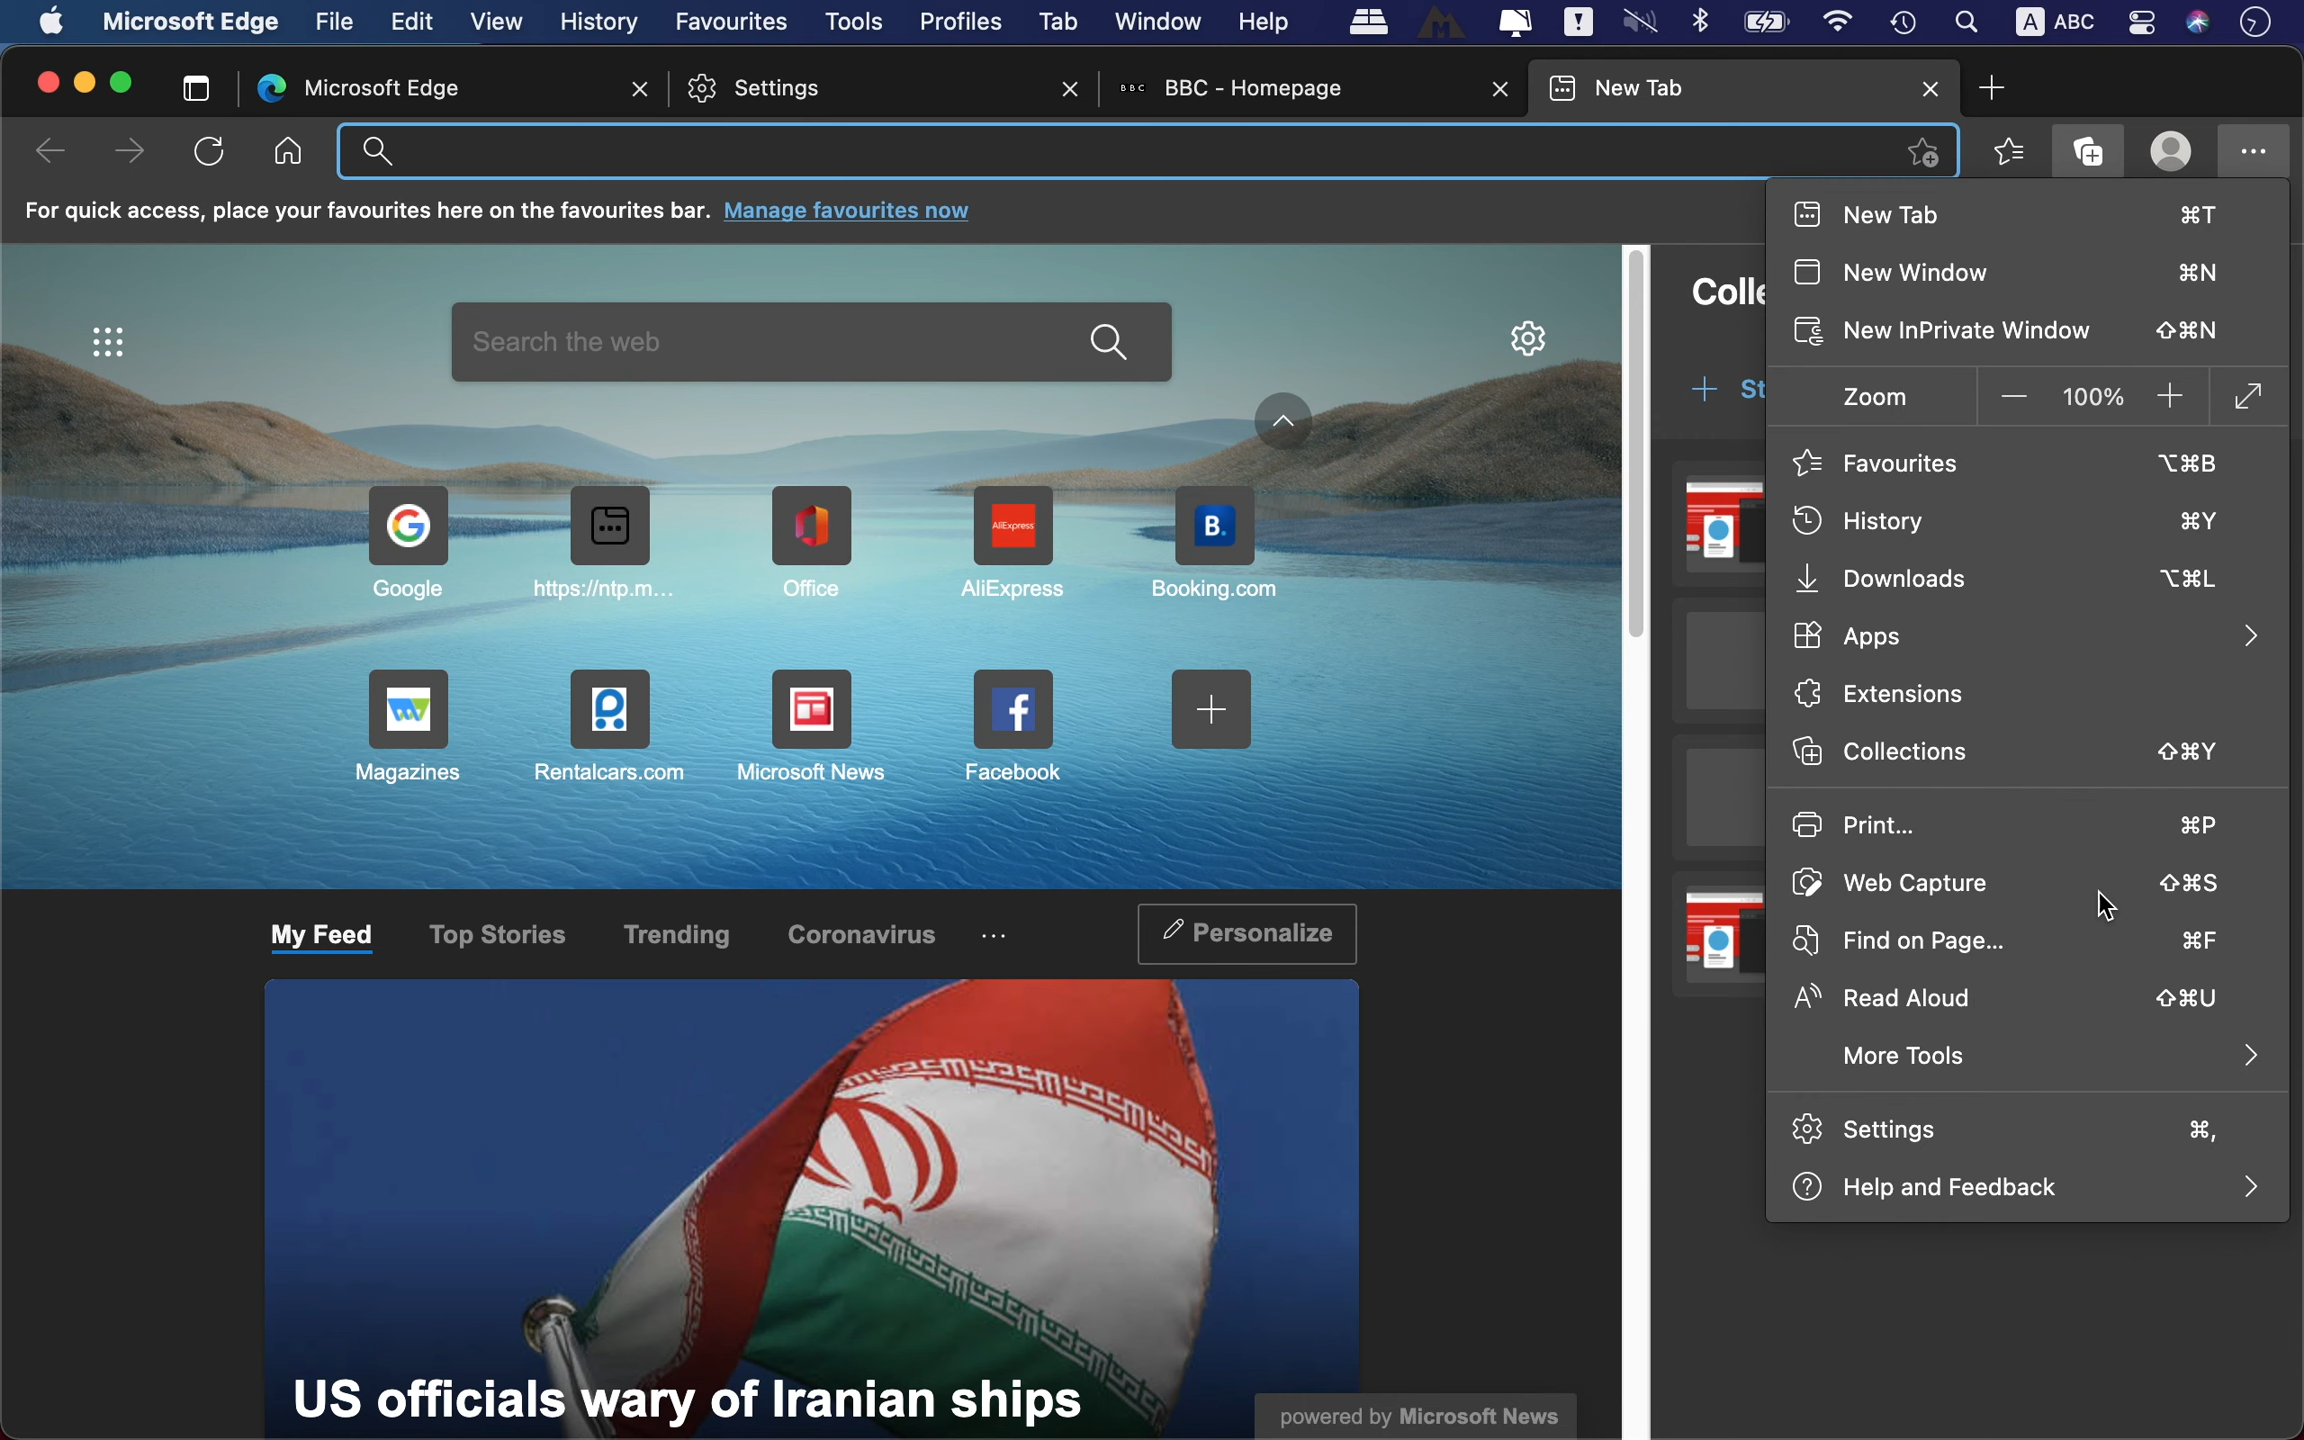 Microsoft Edge File Edit View History Favourites Tools Profiles Tab Window Help A ABC
Microsoft Edge Settings BBC BBC - Homepage New Tab
For quick access, place your favourites here on the favourites bar. Manage favourites now
Search the web
Google https://ntp.m... Office AliExpress Booking.com
AliExpress
B.
Magazines Rentalcars.com Microsoft News Facebook
My Feed Top Stories Trending Coronavirus ... Personalize
US officials wary of Iranian ships
powered by Microsoft News
Colle
+ St
New Tab ⌘T
New Window ⌘N
New InPrivate Window ⇧⌘N
Zoom — 100% +
Favourites ⌥⌘B
History ⌘Y
Downloads ⌥⌘L
Apps
Extensions
Collections ⇧⌘Y
Print... ⌘P
Web Capture ⇧⌘S
Find on Page... ⌘F
Read Aloud ⇧⌘U
More Tools
Settings ⌘,
Help and Feedback